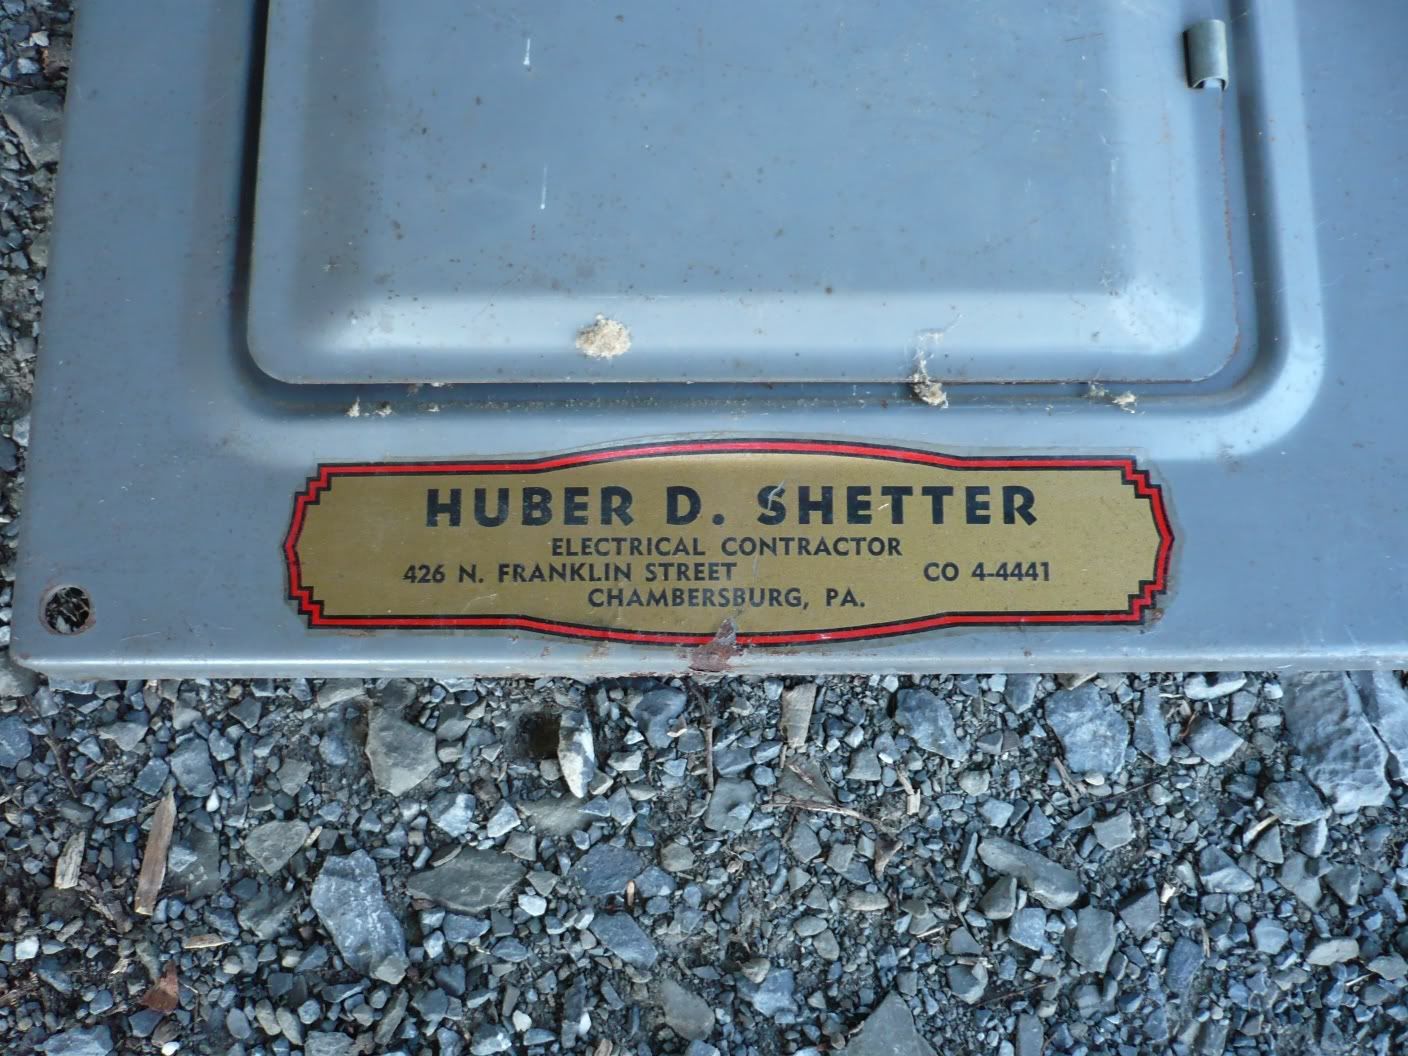 HUBER D. SHETTER
ELECTRICAL CONTRACTOR
426 N. FRANKLIN STREET CO 4-4441
CHAMBERSBURG, PA.